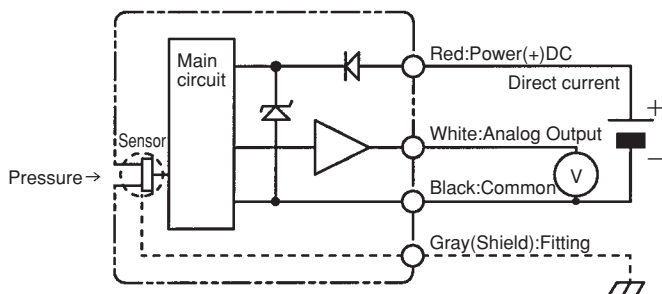 Main
circuit
Sensor
Pressure→
Red:Power(+)DC
Direct current
+
White:Analog Output
V
−
Black:Common
Gray(Shield):Fitting